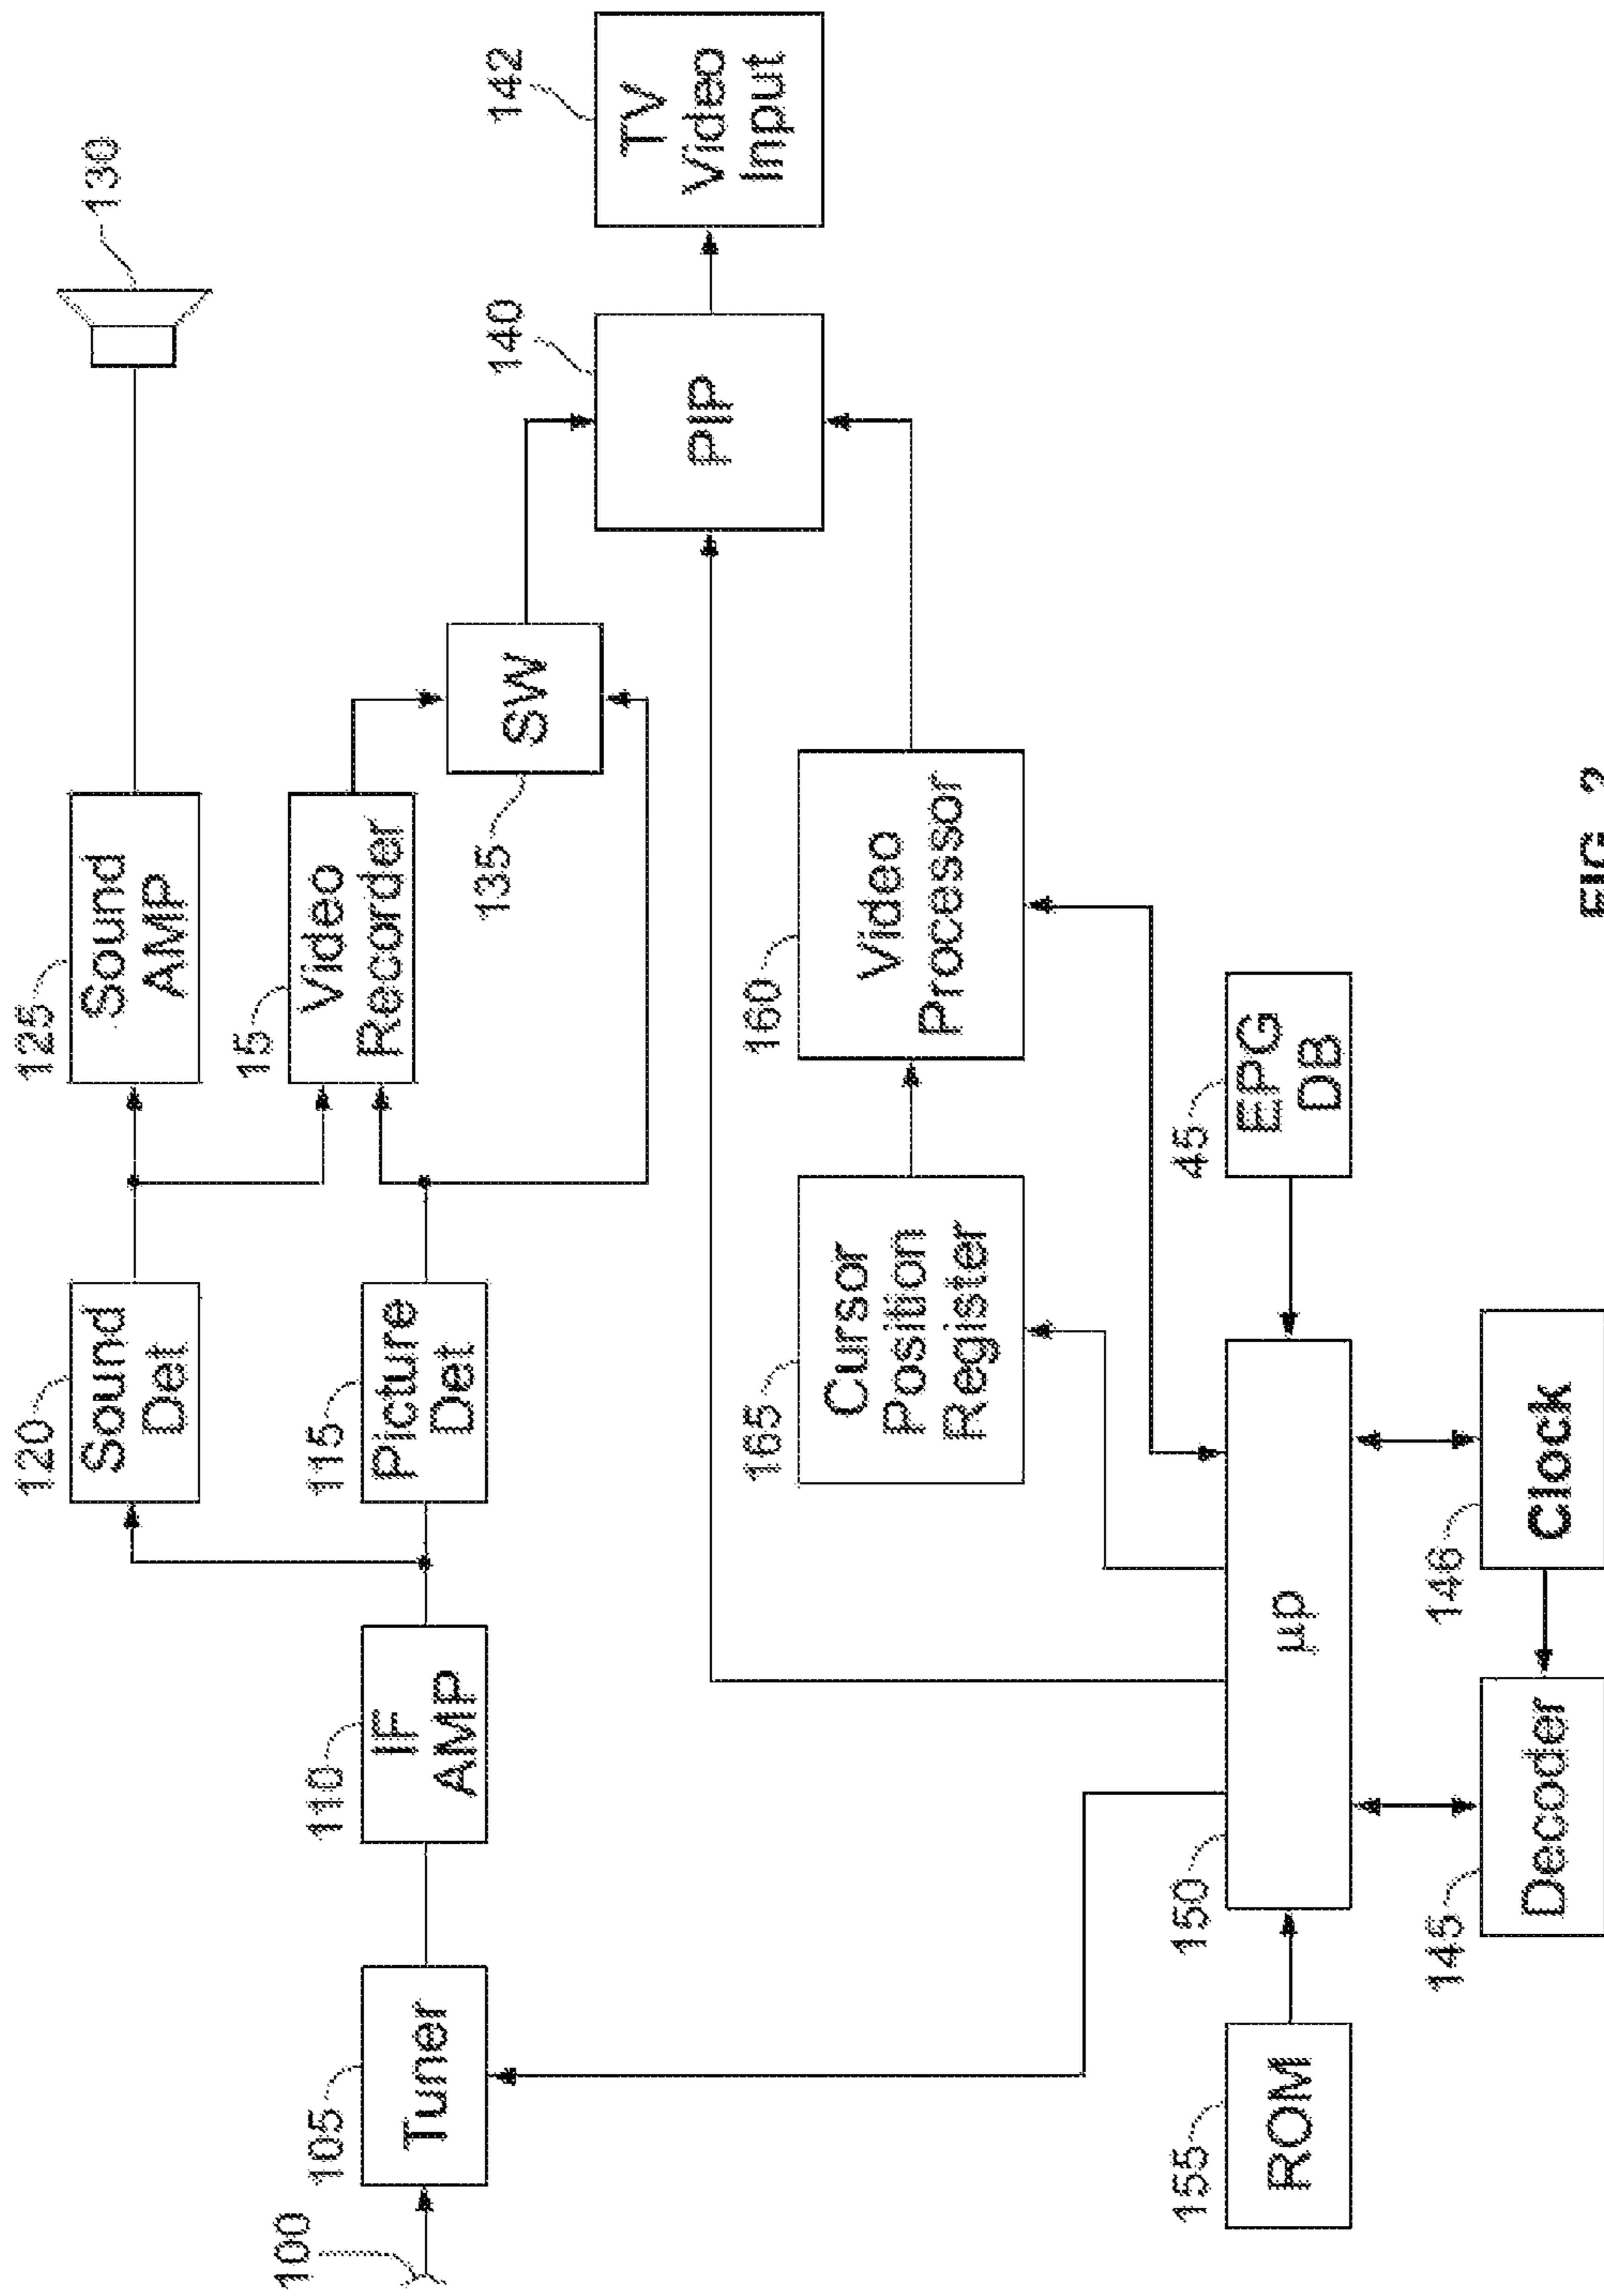 100
105
Tuner
110
IF
AMP
120
Sound
Det
115
Picture
Det
125
Sound
AMP
15
Video
Recorder
130
135
SW
140
PIP
142
TV
Video
Input
165
Cursor
Position
Register
160
Video
Processor
155
ROM
150
µp
45
EPG
DB
145
Decoder
146
Clock
FIG. 2